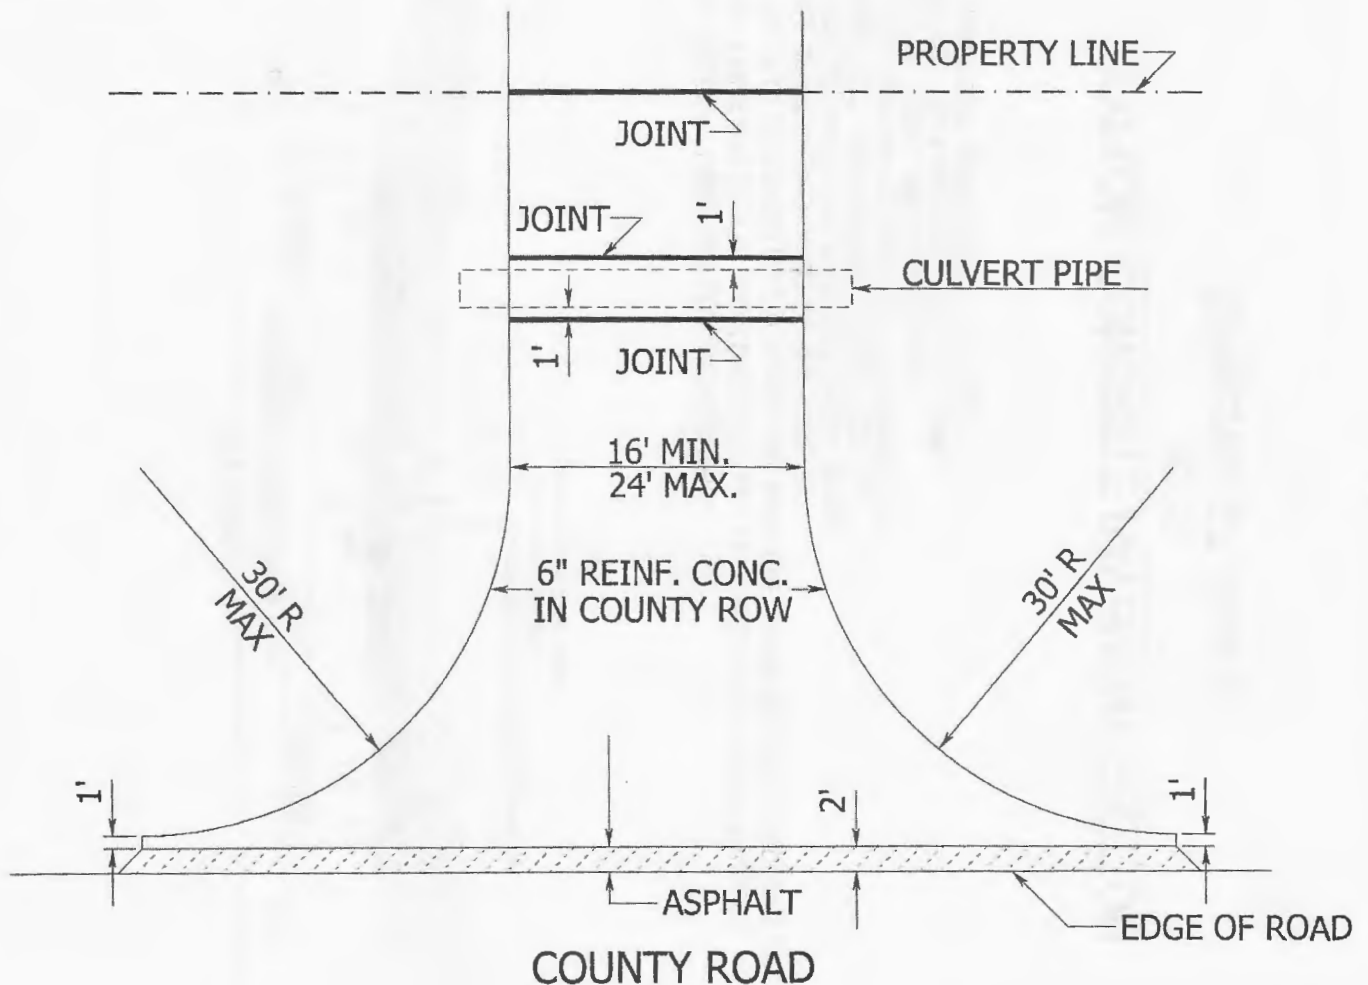 PROPERTY LINE
JOINT
JOINT
1'
CULVERT PIPE
1'
JOINT
16' MIN.
24' MAX.
30' R
MAX
6" REINF. CONC.
IN COUNTY ROW
30' R
MAX
1'
2'
1'
ASPHALT
EDGE OF ROAD
COUNTY ROAD